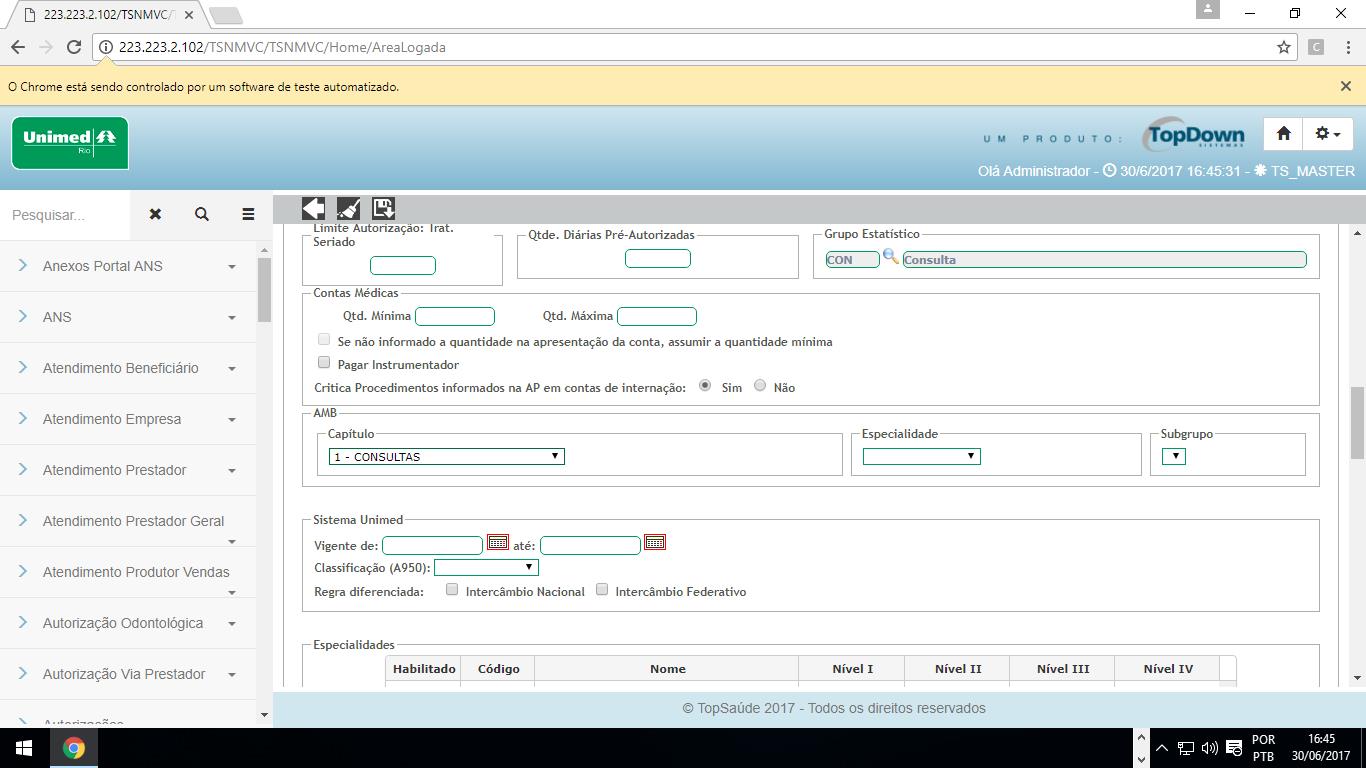 223.223.2.102/TSNMVC/T
223.223.2.102/TSNMVC/TSNMVC/Home/AreaLogada
C
O Chrome está sendo controlado por um software de teste automatizado.
Unimed
Rio
UM PRODUTO:
TopDown
SISTEMAS
Olá Administrador - 30/6/2017 16:45:31 - TS_MASTER
Pesquisar...
Anexos Portal ANS
ANS
Atendimento Beneficiário
Atendimento Empresa
Atendimento Prestador
Atendimento Prestador Geral
Atendimento Produtor Vendas
Autorização Odontológica
Autorização Via Prestador
Autorizações
Limite Autorização: Trat.
Seriado
Qtde. Diárias Pré-Autorizadas
Grupo Estatístico
CON
Consulta
Contas Médicas
Qtd. Mínima
Qtd. Máxima
Se não informado a quantidade na apresentação da conta, assumir a quantidade mínima
Pagar Instrumentador
Critica Procedimentos informados na AP em contas de internação: Sim Não
AMB
Capítulo
1 - CONSULTAS
Especialidade
Subgrupo
Sistema Unimed
Vigente de: até:
Classificação (A950):
Regra diferenciada: Intercâmbio Nacional Intercâmbio Federativo
Especialidades
Habilitado Código Nome Nível I Nível II Nível III Nível IV
© TopSaúde 2017 - Todos os direitos reservados
POR
PTB
16:45
30/06/2017